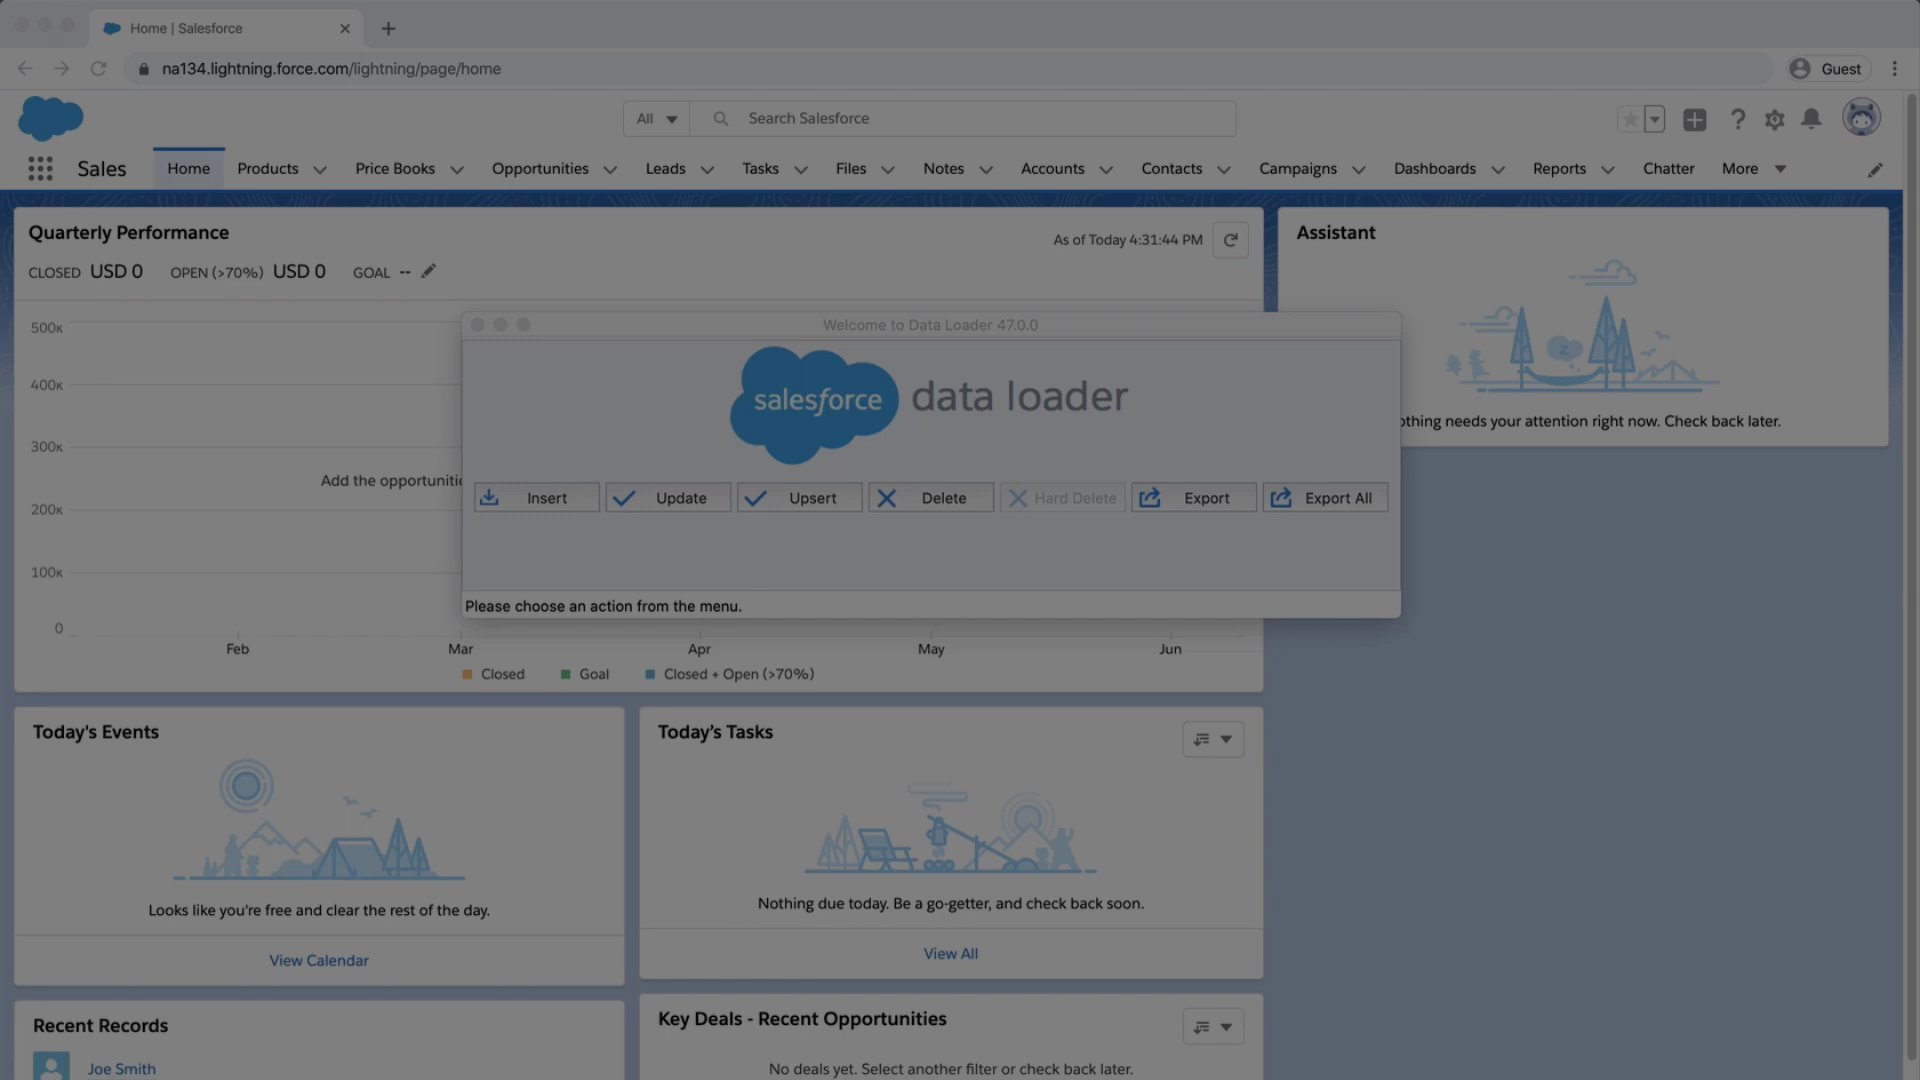 Home | Salesforce
na134.lightning.force.com/lightning/page/home
Guest
All
Search Salesforce
Sales Home Products Price Books Opportunities Leads Tasks Files Notes Accounts Contacts Campaigns Dashboards Reports Chatter More
Quarterly Performance
As of Today 4:31:44 PM
CLOSED USD 0 OPEN (>70%) USD 0 GOAL --
500K
400K
300K
200K
100K
0
Add the opportunitie
Feb Mar Apr May Jun
Closed Goal Closed + Open (>70%)
Welcome to Data Loader 47.0.0
salesforce data loader
Insert Update Upsert Delete Hard Delete Export Export All
Please choose an action from the menu.
Assistant
z
othing needs your attention right now. Check back later.
Today's Events
Looks like you're free and clear the rest of the day.
View Calendar
Today's Tasks
Nothing due today. Be a go-getter, and check back soon.
View All
Recent Records
Joe Smith
Key Deals - Recent Opportunities
No deals yet. Select another filter or check back later.